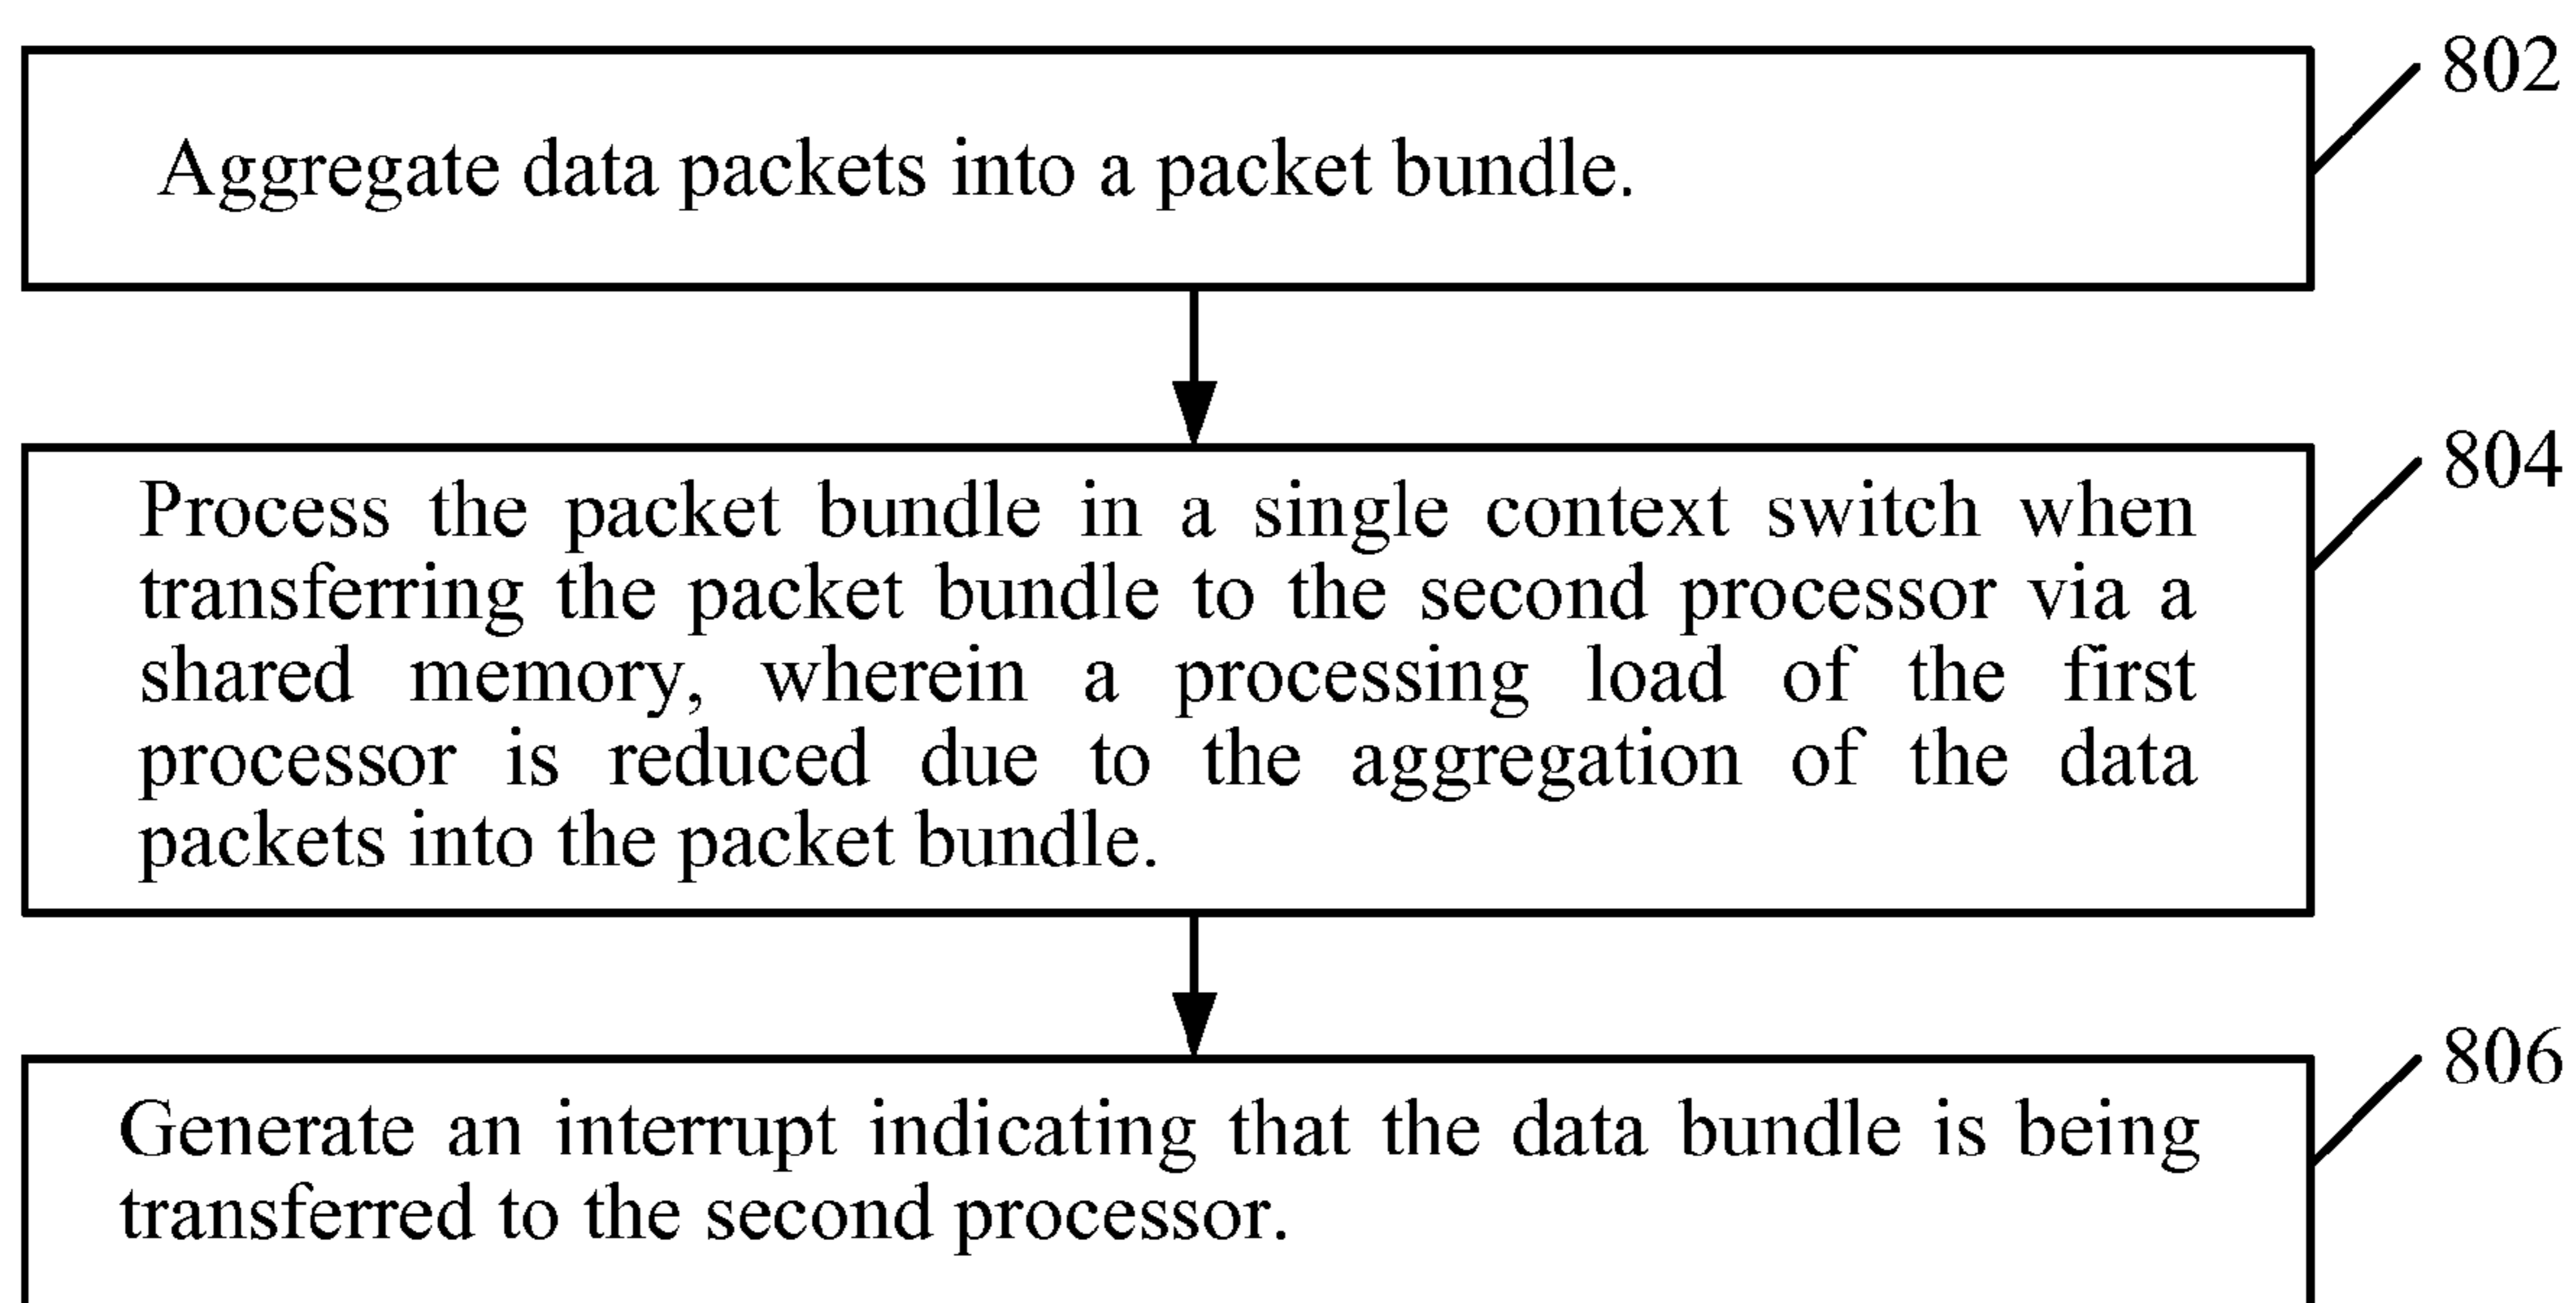 802
Aggregate data packets into a packet bundle.
804
Process the packet bundle in a single context switch when
transferring the packet bundle to the second processor via a
shared memory, wherein a processing load of the first
processor is reduced due to the aggregation of the data
packets into the packet bundle.
806
Generate an interrupt indicating that the data bundle is being
transferred to the second processor.